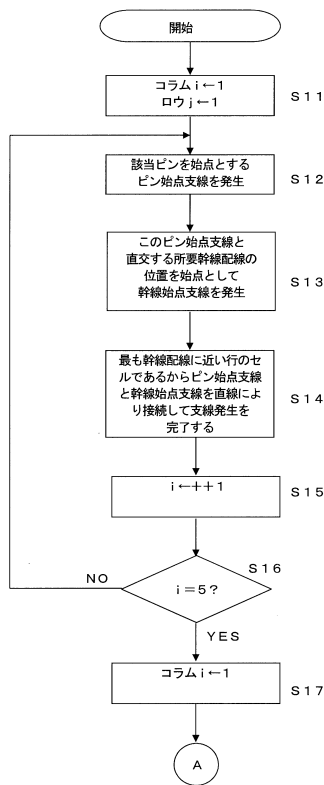 開始
コラムi←1
ロウj←1
S11
該当ピンを始点とする
ピン始点支線を発生
S12
このピン始点支線と
直交する所要幹線配線の
位置を始点として
幹線始点支線を発生
S13
最も幹線配線に近い行のセ
ルであるからピン始点支線
と幹線始点支線を直線によ
り接続して支線発生を
完了する
S14
i←++1
S15
S16
i=5?
NO
YES
コラムi←1
S17
A